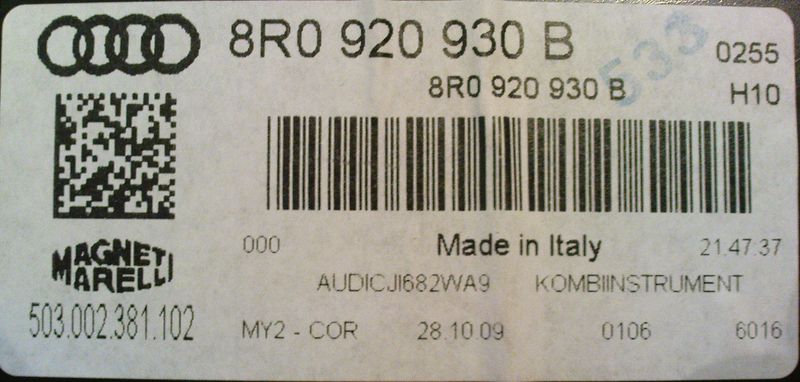 8R0 920 930 B
0255
8R0 920 930 B
H10
533
000 Made in Italy 21.47.37
MAGNETI MARELLI
AUDICJI682WA9 KOMBIINSTRUMENT
503.002.381.102
MY2 - COR 28.10.09 0106 6016